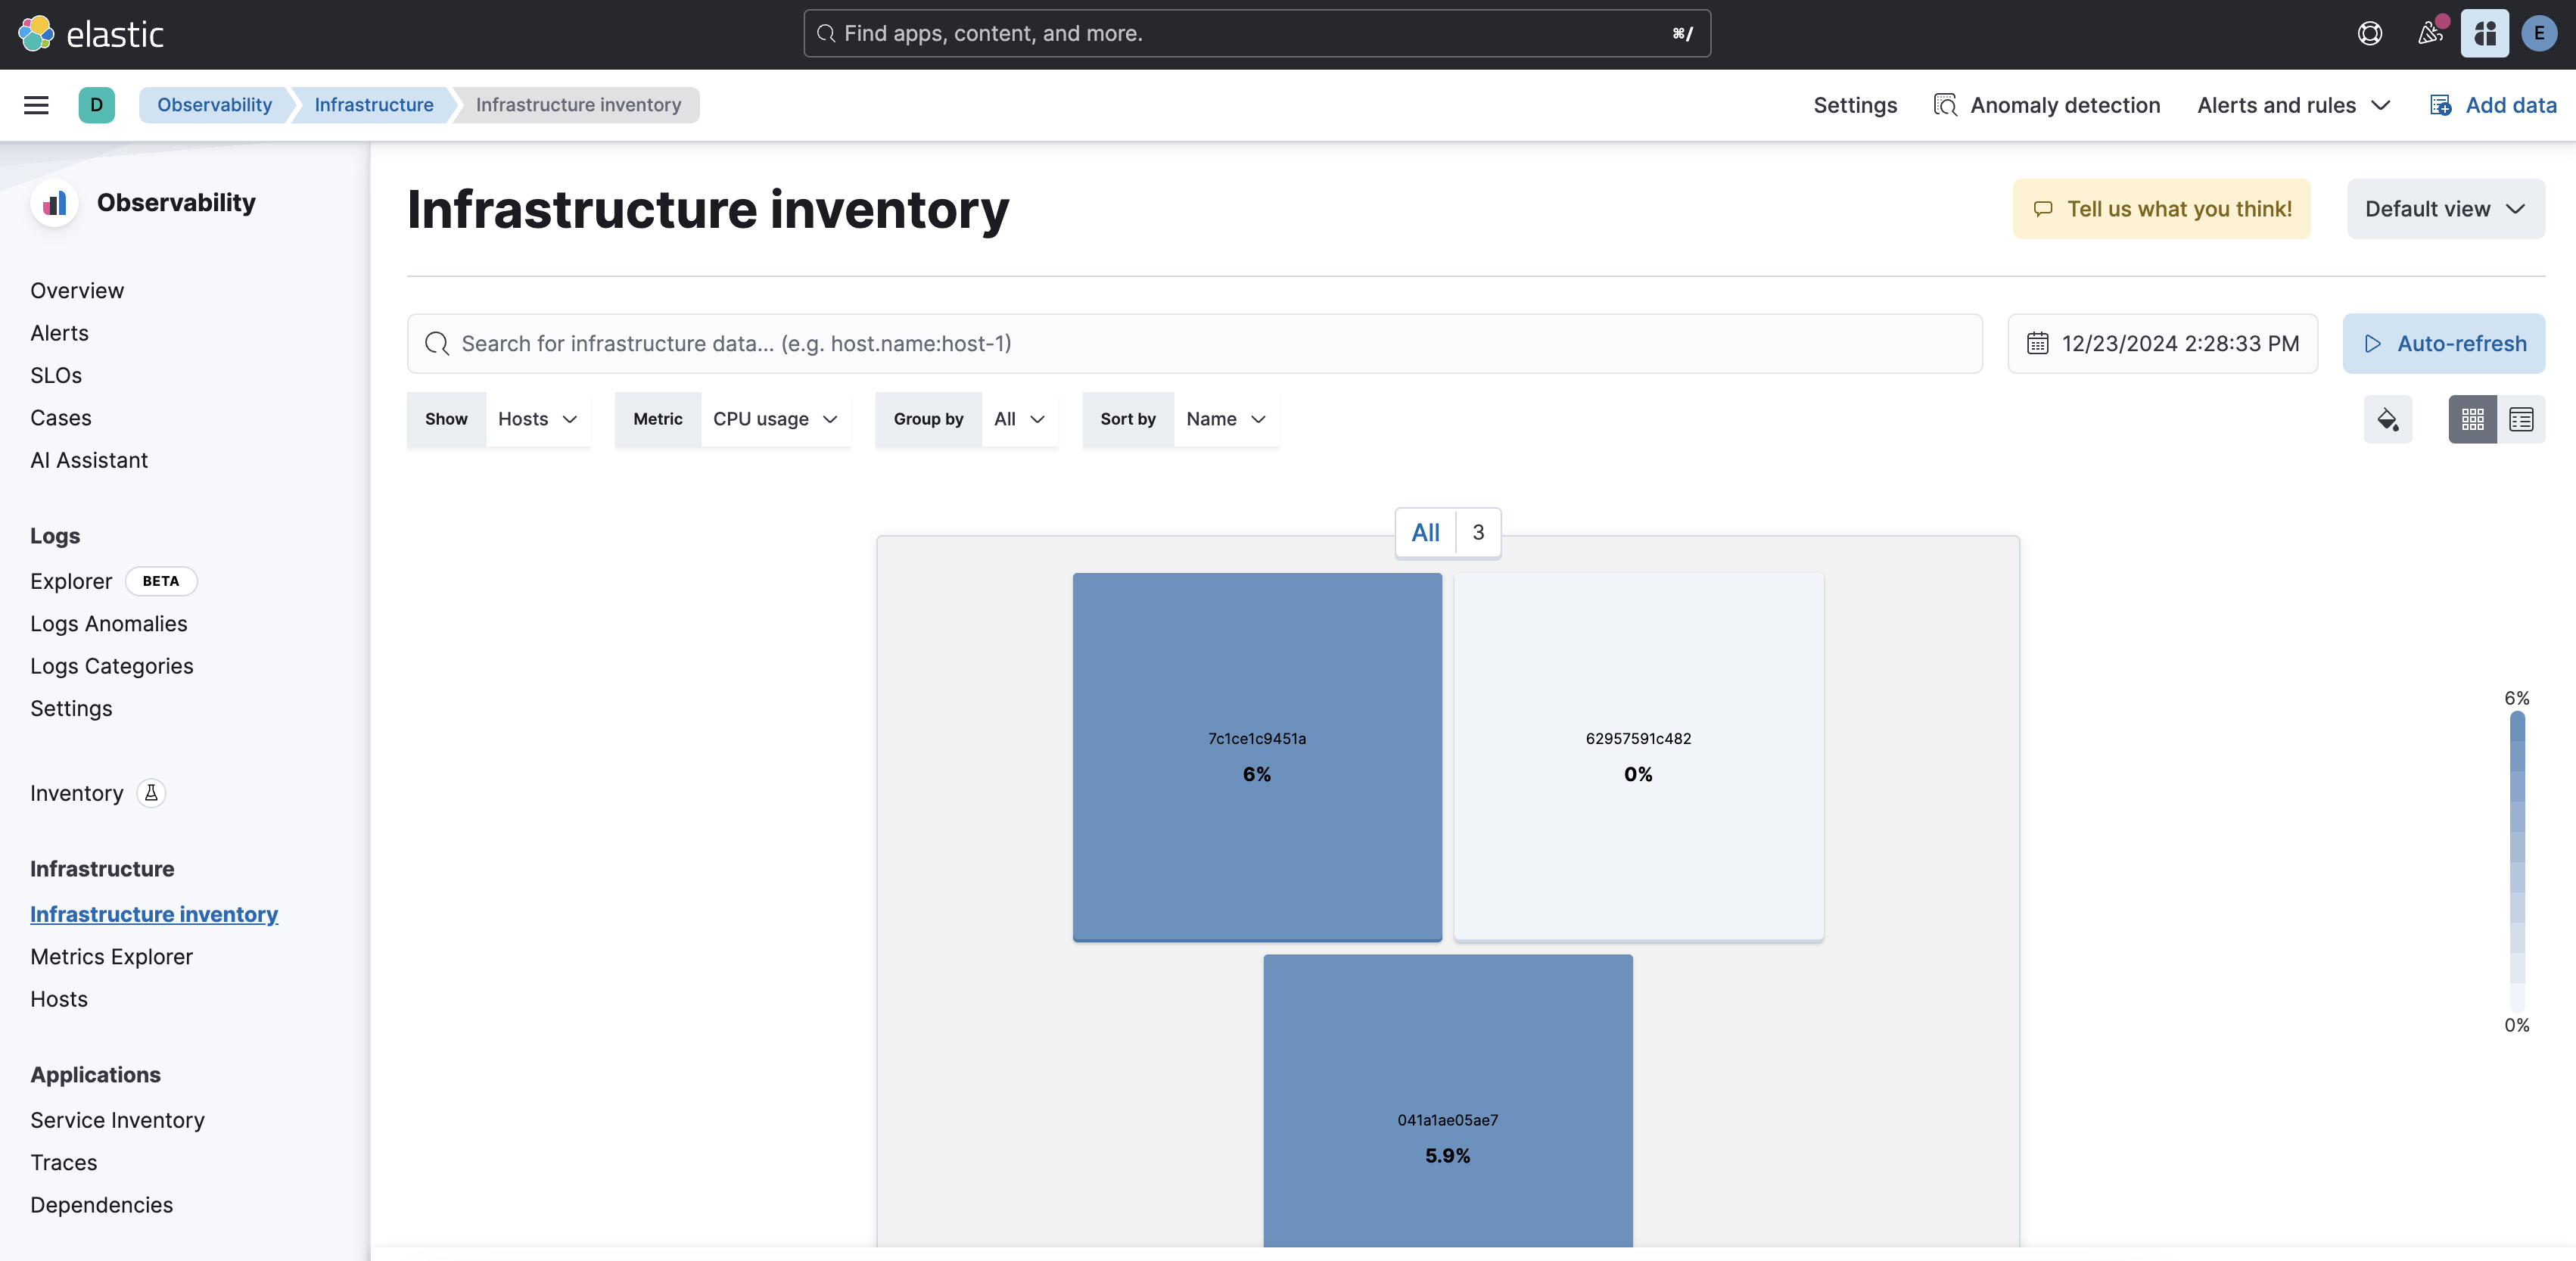 elastic
Find apps, content, and more.
⌘/
E
D
Observability
Infrastructure
Infrastructure inventory
Settings
Anomaly detection
Alerts and rules
Add data
Observability
Overview
Alerts
SLOs
Cases
AI Assistant
Logs
Explorer BETA
Logs Anomalies
Logs Categories
Settings
Inventory
Infrastructure
Infrastructure inventory
Metrics Explorer
Hosts
Applications
Service Inventory
Traces
Dependencies
Infrastructure inventory
Tell us what you think!
Default view
Search for infrastructure data... (e.g. host.name:host-1)
12/23/2024 2:28:33 PM
Auto-refresh
Show Hosts
Metric CPU usage
Group by All
Sort by Name
All 3
7c1ce1c9451a
6%
62957591c482
0%
041a1ae05ae7
5.9%
6%
0%